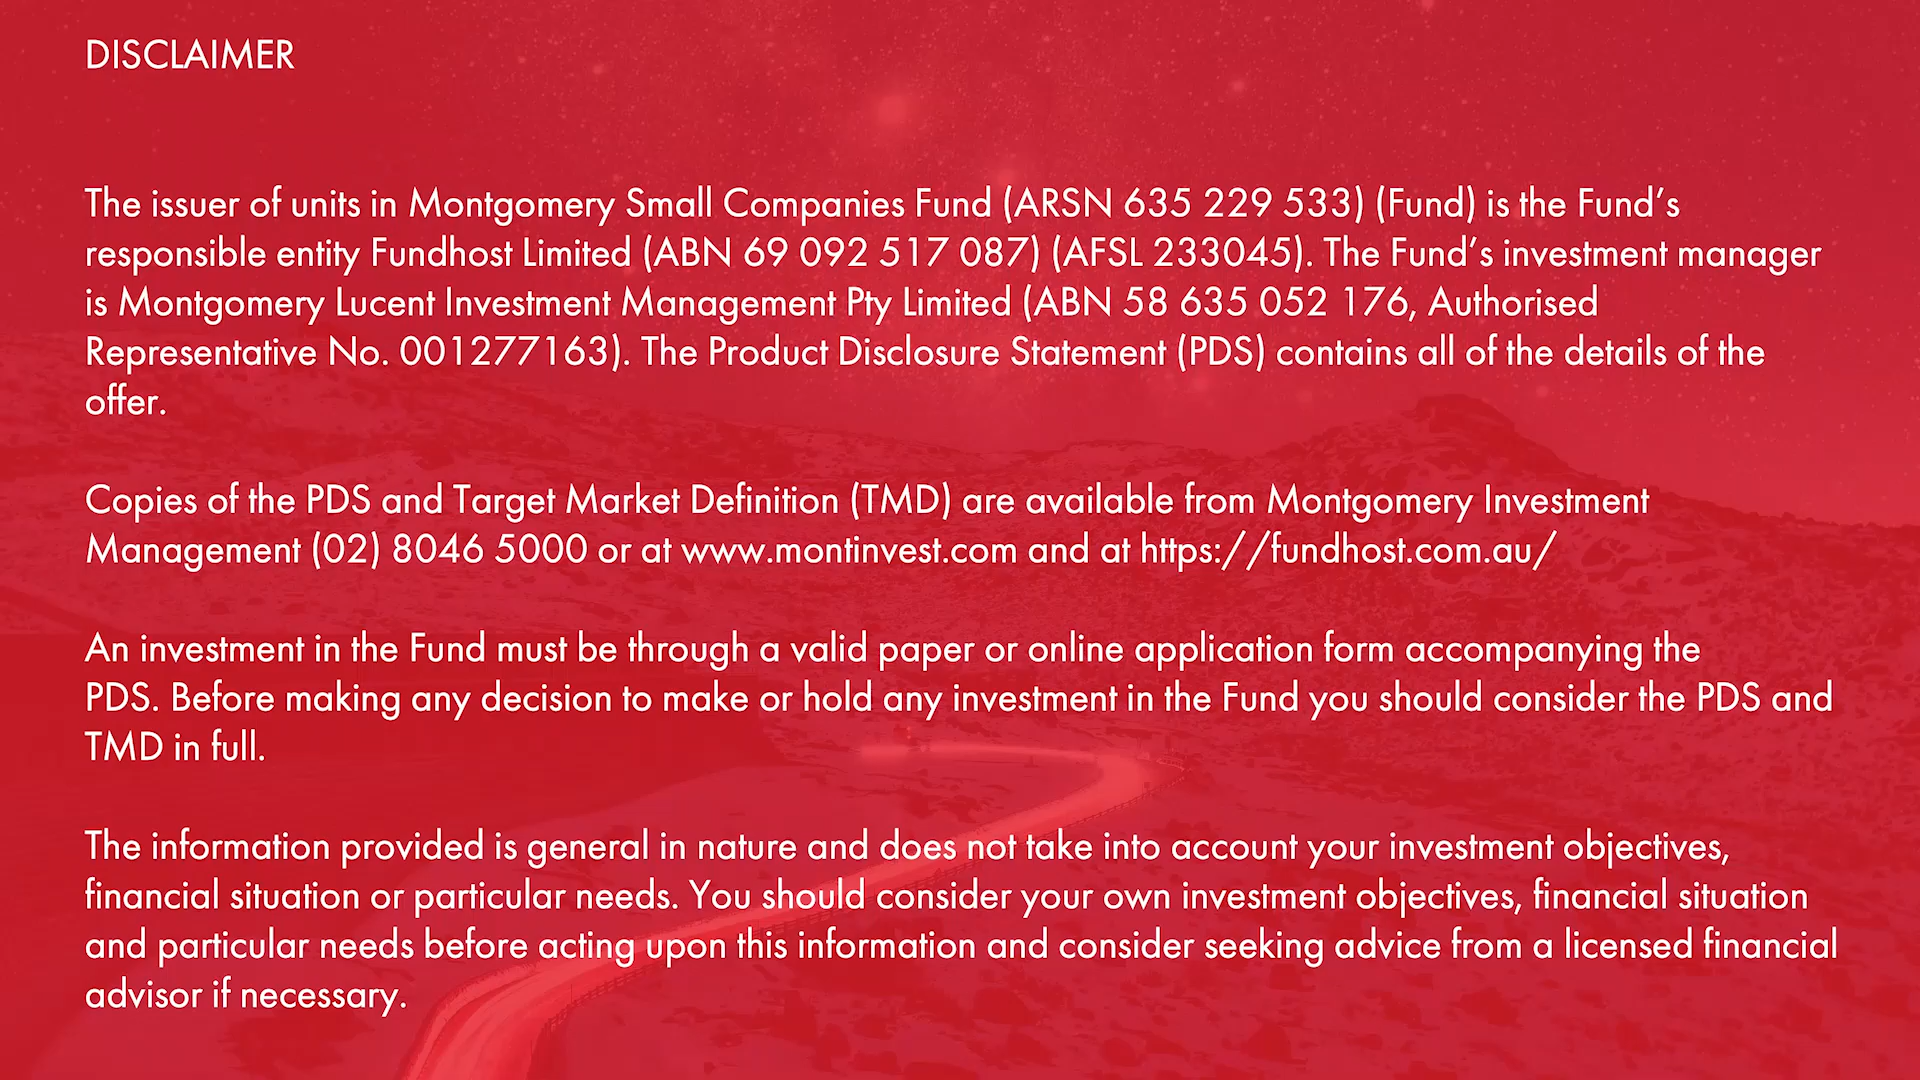 DISCLAIMER
The issuer of units in Montgomery Small Companies Fund (ARSN 635 229 533) (Fund) is the Fund’s
responsible entity Fundhost Limited (ABN 69 092 517 087) (AFSL 233045). The Fund’s investment manager
is Montgomery Lucent Investment Management Pty Limited (ABN 58 635 052 176, Authorised
Representative No. 001277163). The Product Disclosure Statement (PDS) contains all of the details of the
offer.
Copies of the PDS and Target Market Definition (TMD) are available from Montgomery Investment
Management (02) 8046 5000 or at www.montinvest.com and at https://fundhost.com.au/
An investment in the Fund must be through a valid paper or online application form accompanying the
PDS. Before making any decision to make or hold any investment in the Fund you should consider the PDS and
TMD in full.
The information provided is general in nature and does not take into account your investment objectives,
financial situation or particular needs. You should consider your own investment objectives, financial situation
and particular needs before acting upon this information and consider seeking advice from a licensed financial
advisor if necessary.